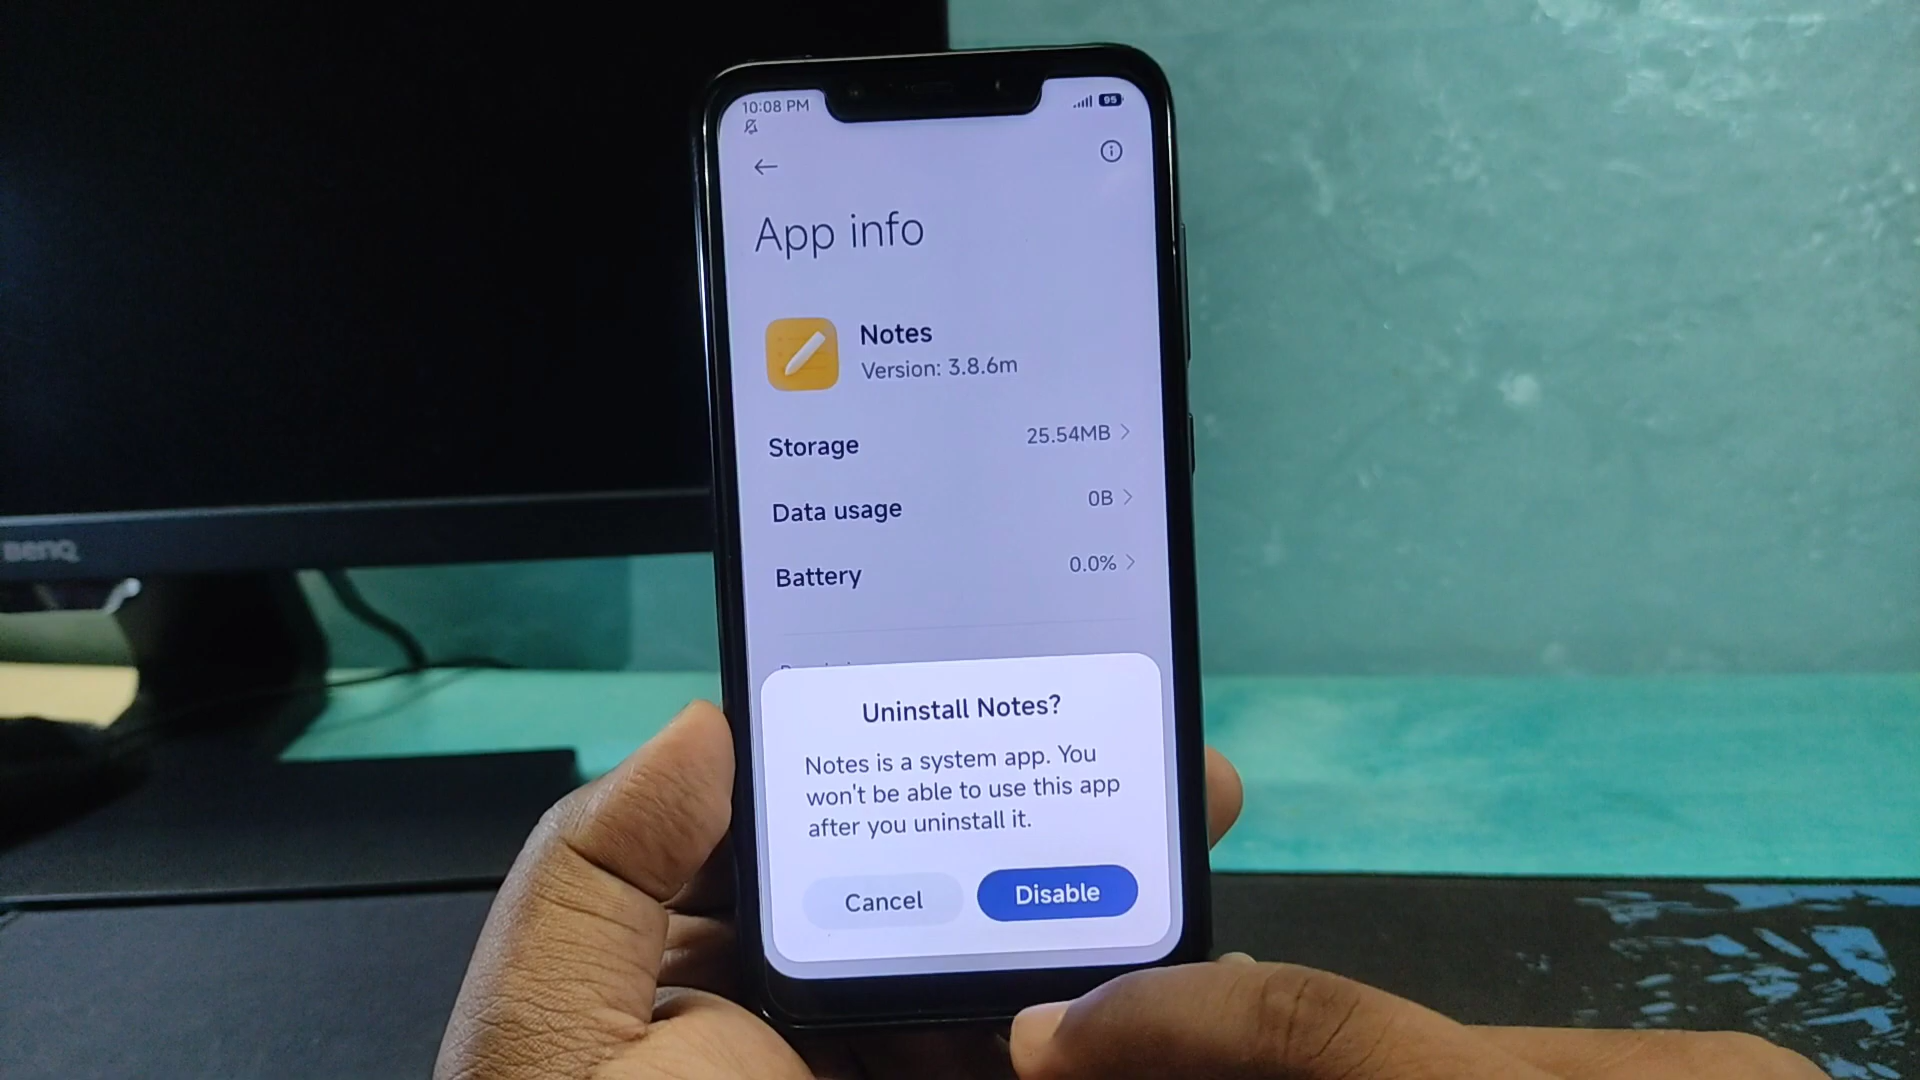 10:08 PM
95
App info
Notes
Version: 3.8.6m
Storage
25.54MB
Data usage
0B
Battery
0.0%
Uninstall Notes?
Notes is a system app. You
won't be able to use this app
after you uninstall it.
Cancel
Disable
BenQ